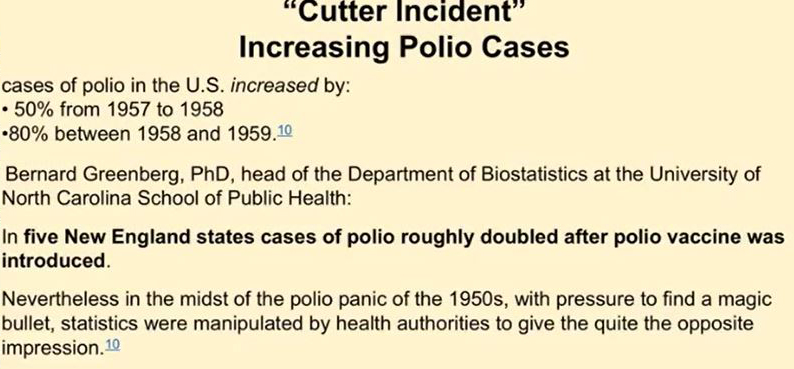 “Cutter Incident”
Increasing Polio Cases
cases of polio in the U.S. increased by:
• 50% from 1957 to 1958
•80% between 1958 and 1959.10
Bernard Greenberg, PhD, head of the Department of Biostatistics at the University of
North Carolina School of Public Health:
In five New England states cases of polio roughly doubled after polio vaccine was
introduced.
Nevertheless in the midst of the polio panic of the 1950s, with pressure to find a magic
bullet, statistics were manipulated by health authorities to give the quite the opposite
impression.10